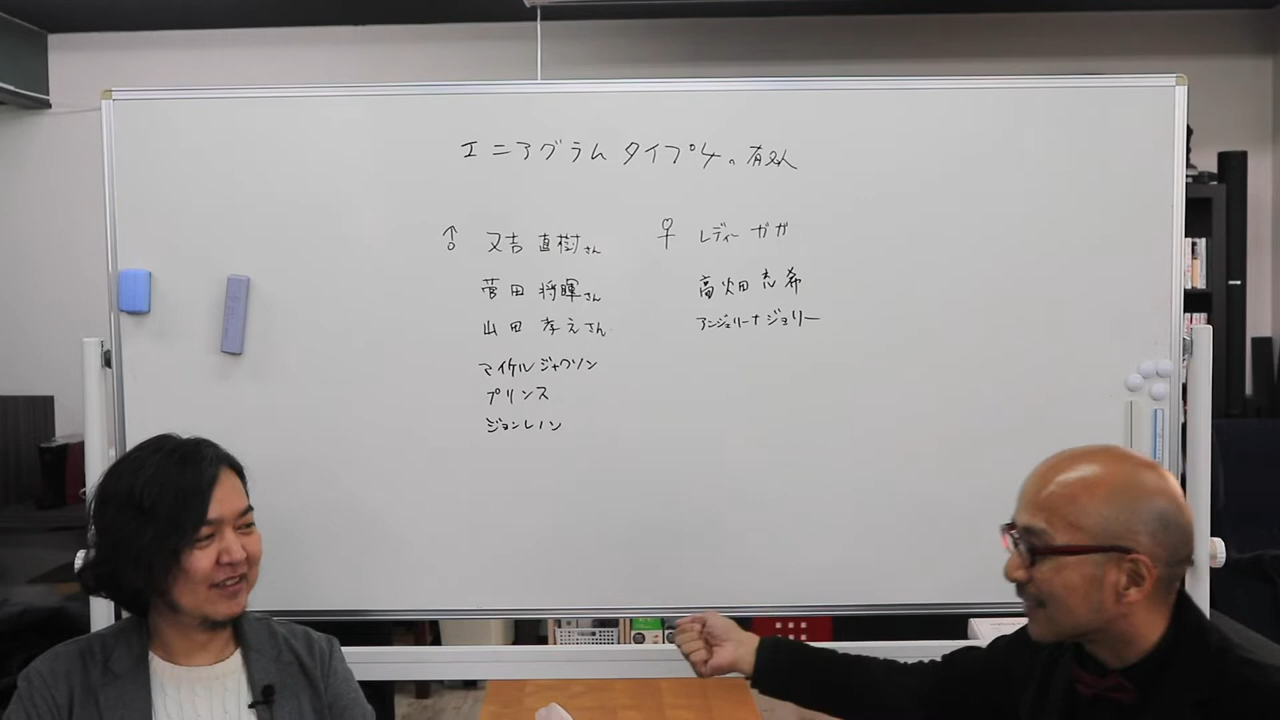 エニアグラム タイプ4の有名人
♂ 又吉 直樹さん
菅田 将暉さん
山田 孝之さん
マイケルジャクソン
プリンス
ジョンレノン
♀ レディー ガガ
高畑 充希
アンジェリーナ ジョリー